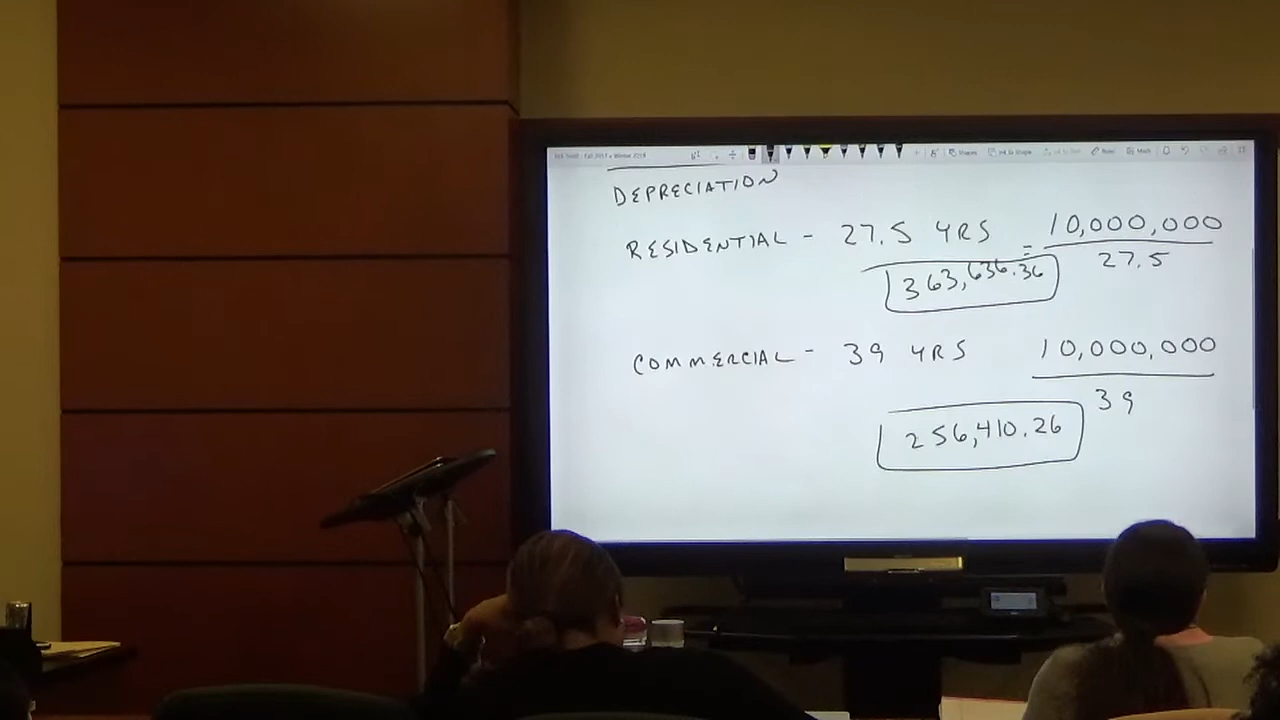 DEPRECIATION
RESIDENTIAL - 27.5 YRS = 10,000,000
27.5
363,636.36
COMMERCIAL - 39 YRS 10,000,000
39
256,410.26